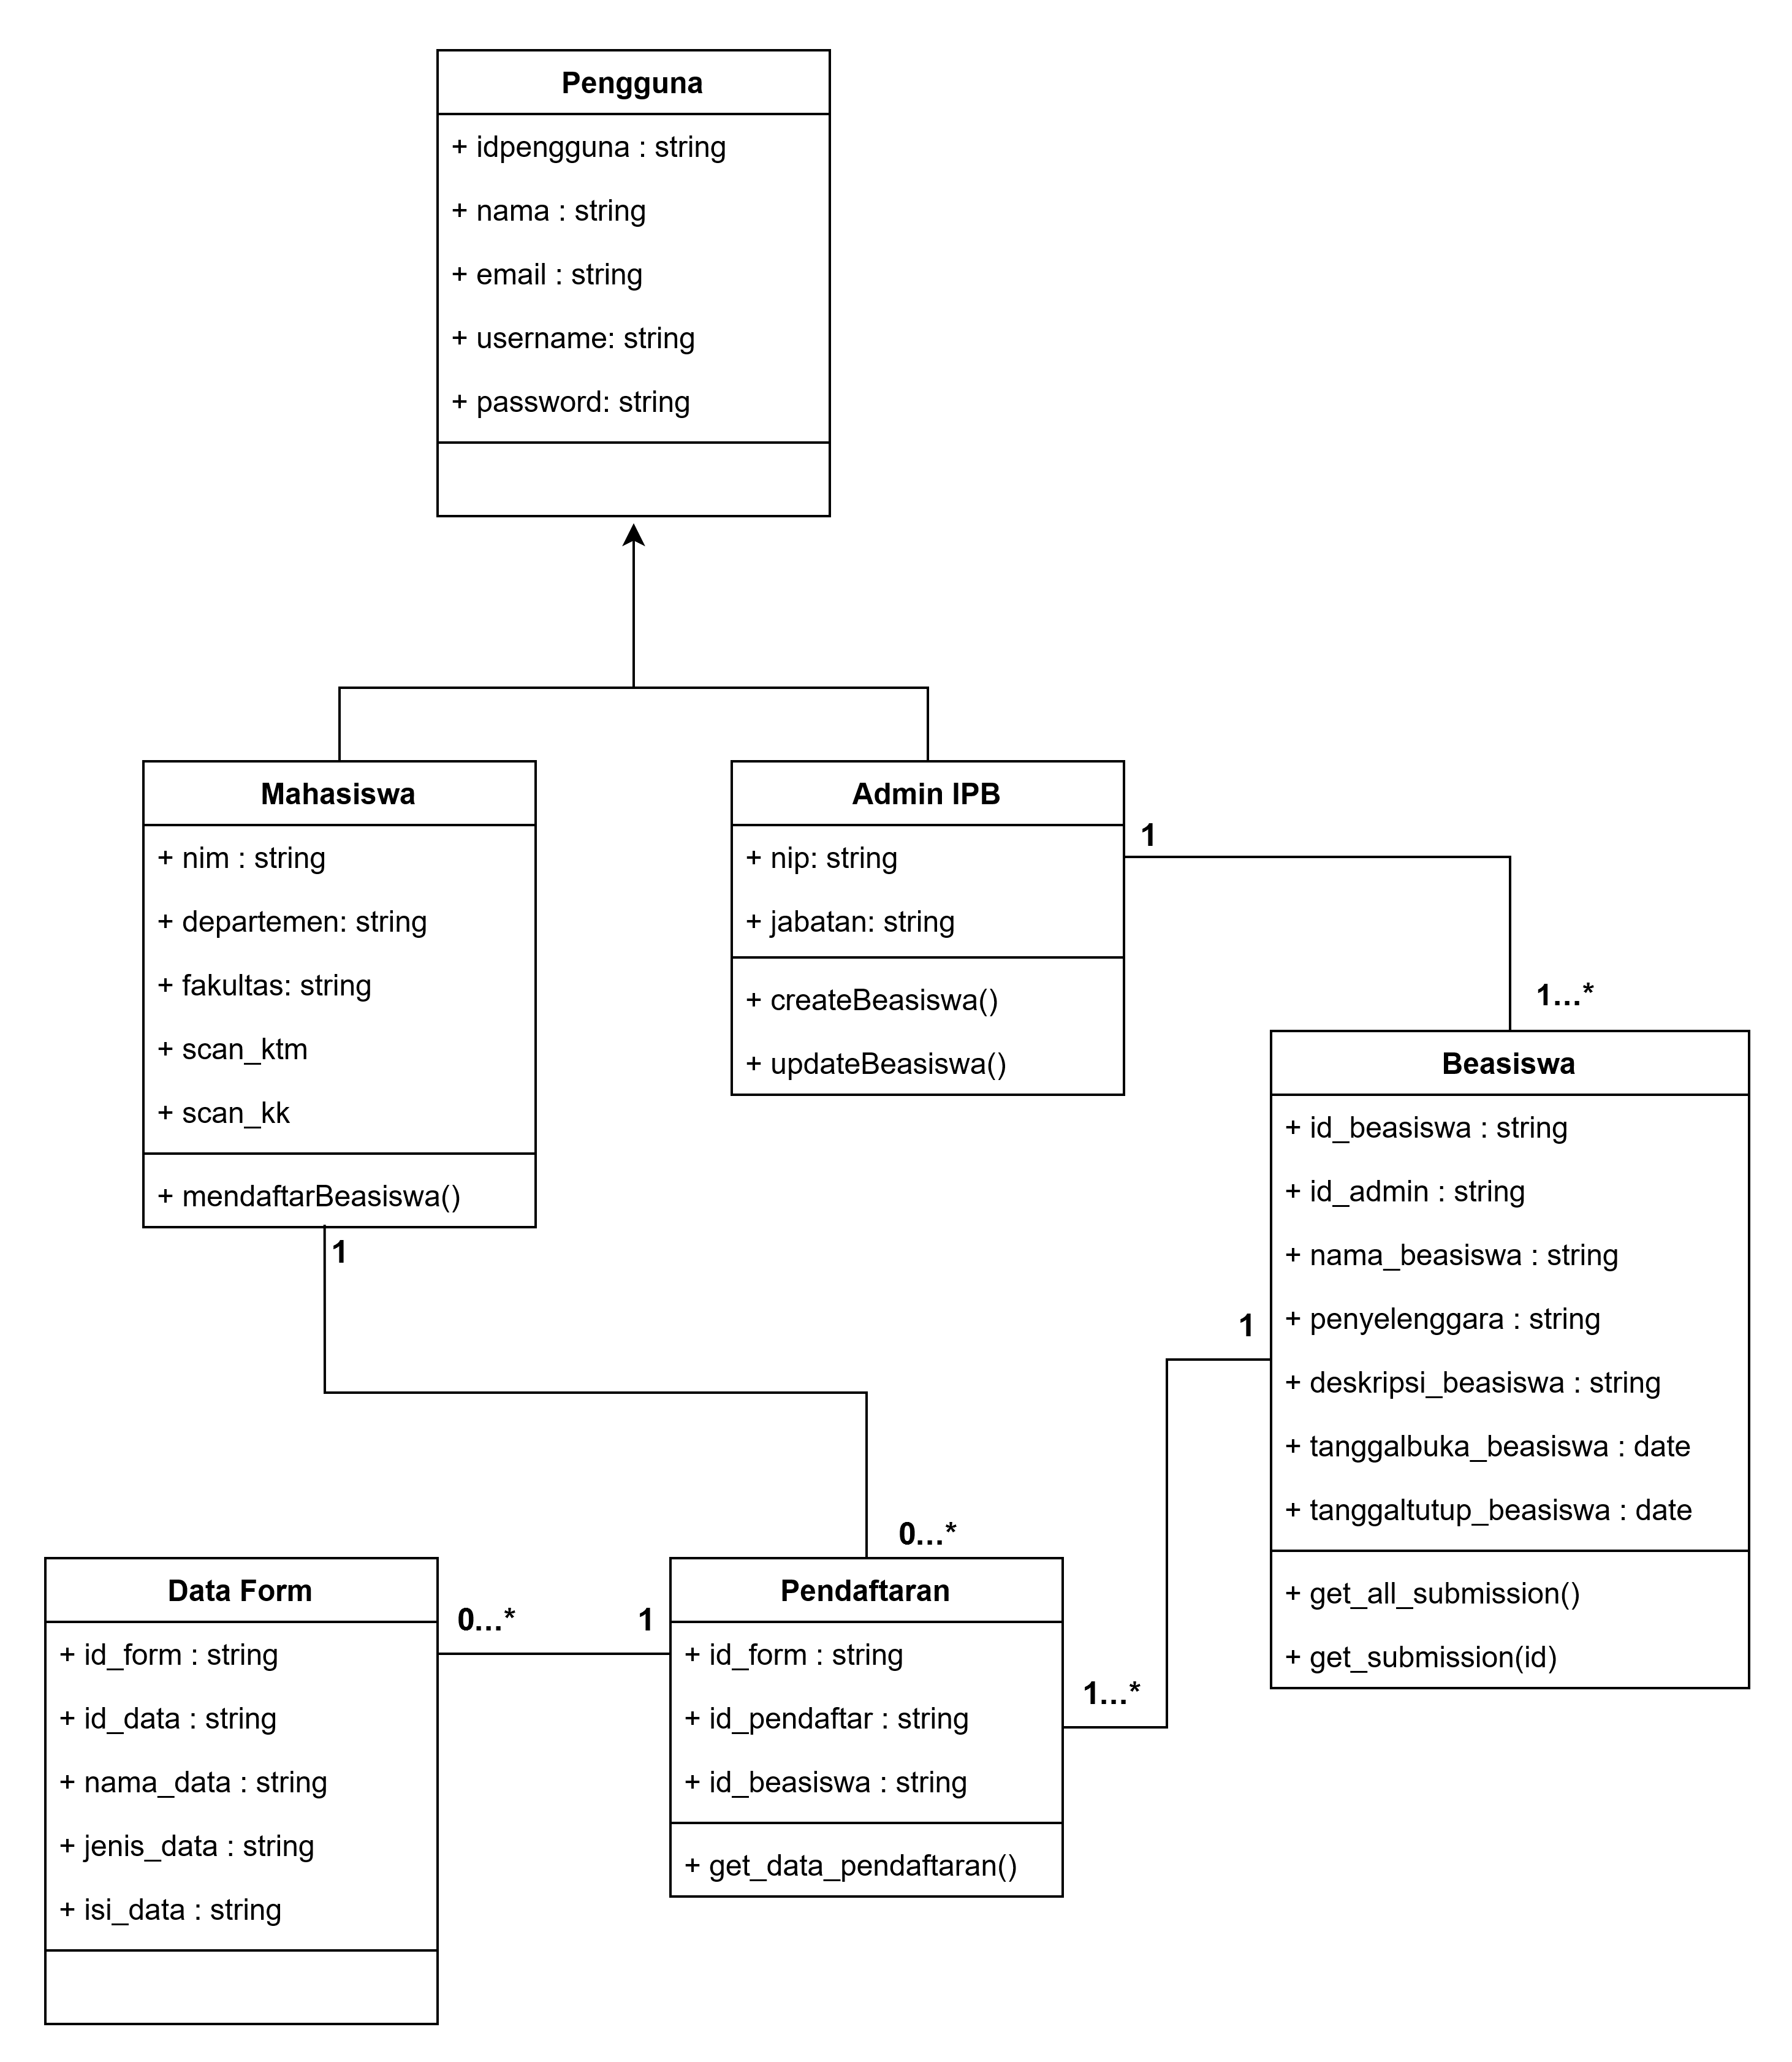 Pengguna
+ idpengguna : string
+ nama : string
+ email : string
+ username: string
+ password: string
Mahasiswa
+ nim : string
+ departemen: string
+ fakultas: string
+ scan_ktm
+ scan_kk
+ mendaftarBeasiswa()
1
Admin IPB
+ nip: string
+ jabatan: string
+ createBeasiswa()
+ updateBeasiswa()
1
1...*
Beasiswa
+ id_beasiswa : string
+ id_admin : string
+ nama_beasiswa : string
+ penyelenggara : string
+ deskripsi_beasiswa : string
+ tanggalbuka_beasiswa : date
+ tanggaltutup_beasiswa : date
+ get_all_submission()
+ get_submission(id)
1
0...*
Data Form
+ id_form : string
+ id_data : string
+ nama_data : string
+ jenis_data : string
+ isi_data : string
0...*
1
Pendaftaran
+ id_form : string
+ id_pendaftar : string
+ id_beasiswa : string
+ get_data_pendaftaran()
1...*